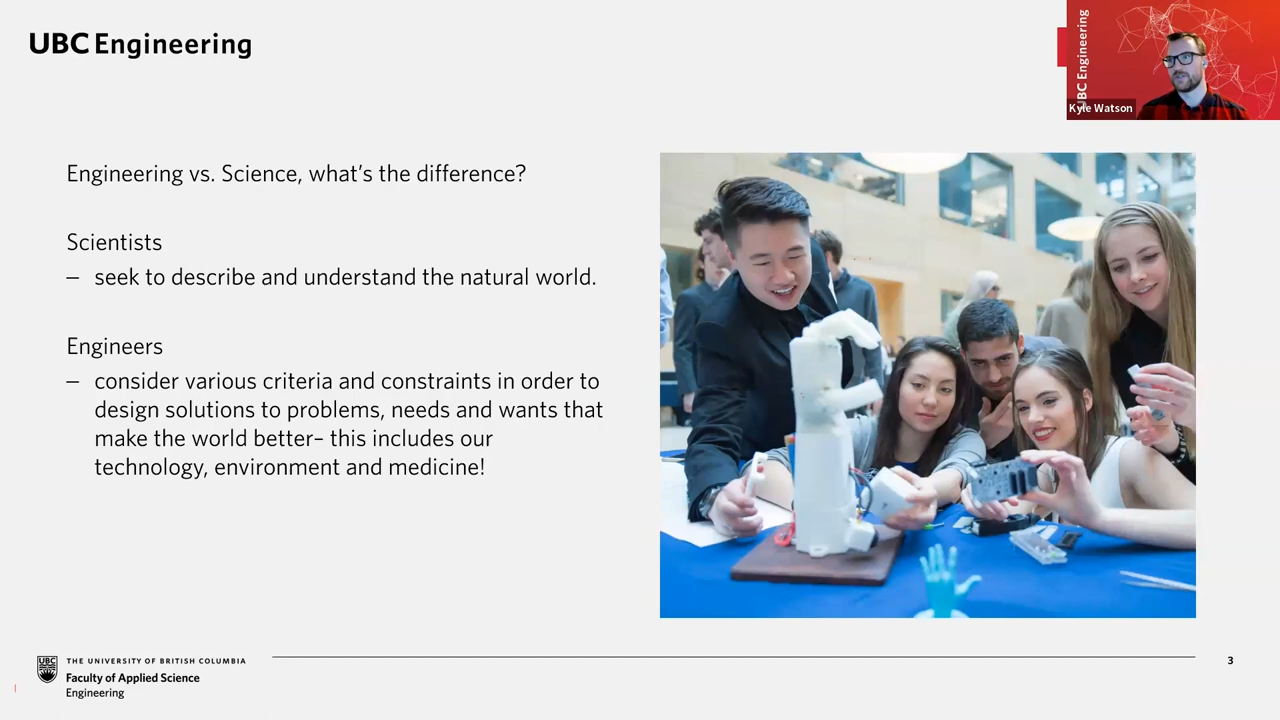 UBC Engineering
UBC Engineering
Kyle Watson
Engineering vs. Science, what's the difference?
Scientists
– seek to describe and understand the natural world.
Engineers
– consider various criteria and constraints in order to
design solutions to problems, needs and wants that
make the world better– this includes our
technology, environment and medicine!
UBC
THE UNIVERSITY OF BRITISH COLUMBIA
Faculty of Applied Science
Engineering
3